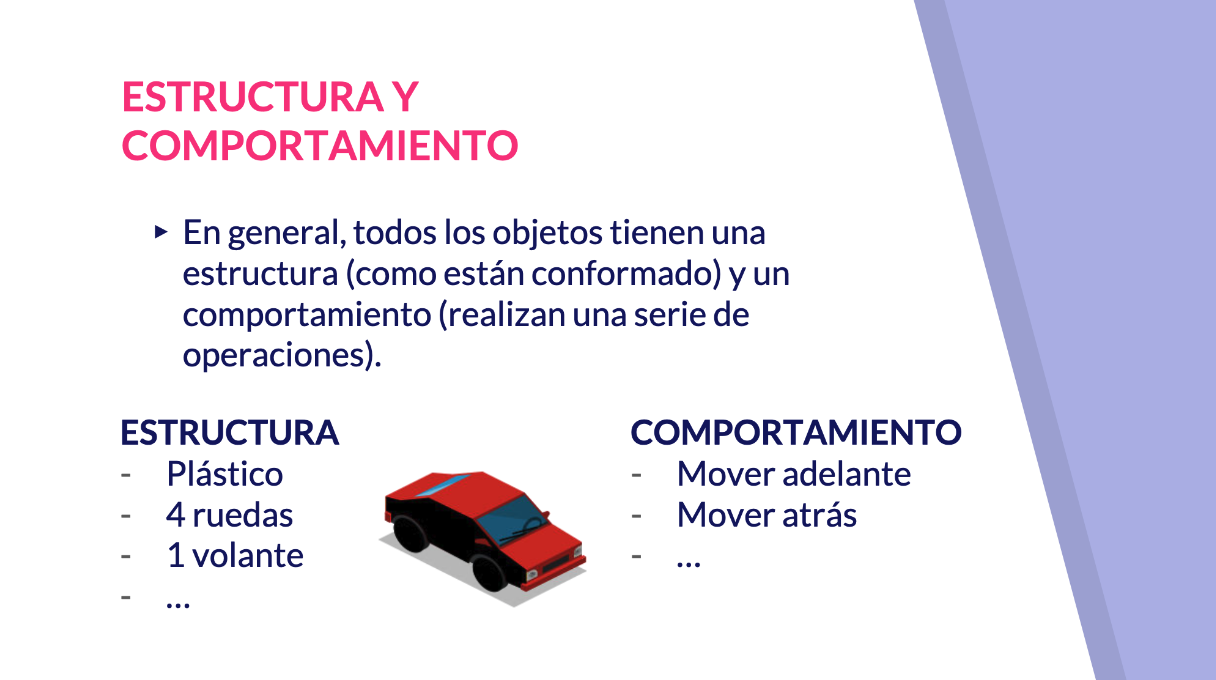 ESTRUCTURA Y
COMPORTAMIENTO
▸ En general, todos los objetos tienen una
estructura (como están conformado) y un
comportamiento (realizan una serie de
operaciones).
ESTRUCTURA
- Plástico
- 4 ruedas
- 1 volante
- ...
COMPORTAMIENTO
- Mover adelante
- Mover atrás
- ...